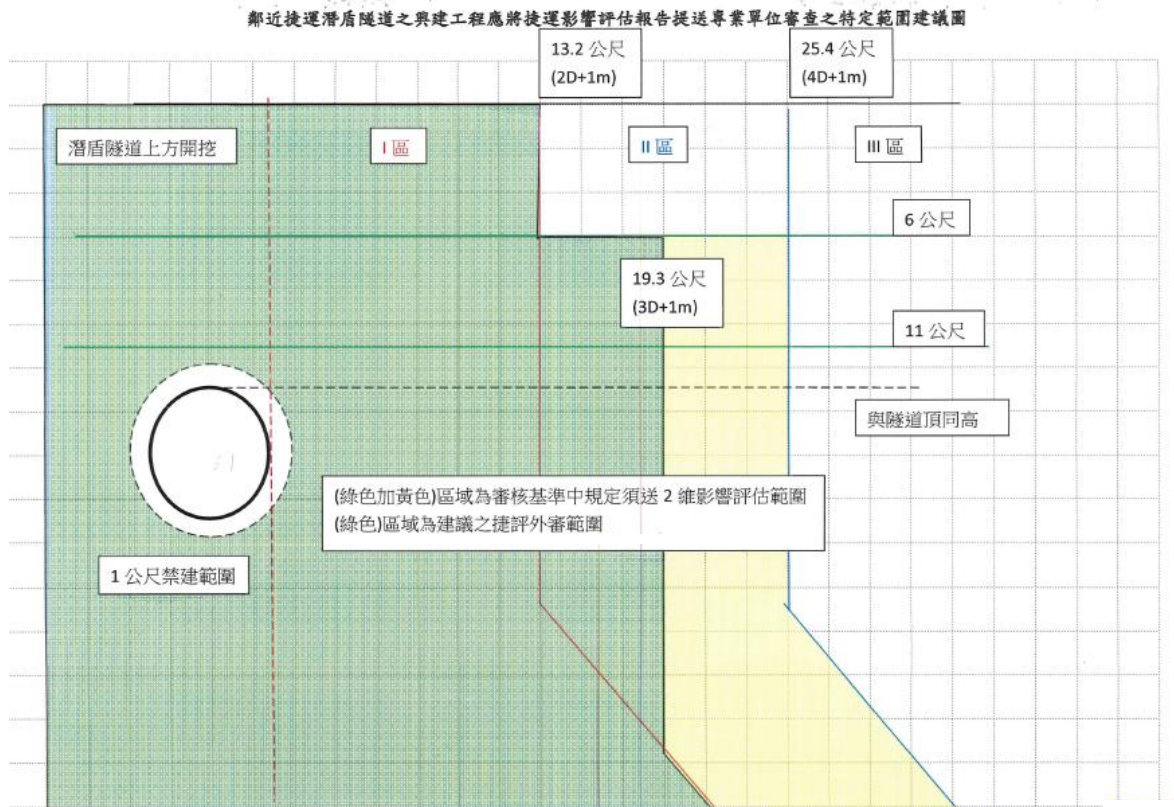 鄰近捷運潛盾隧道之興建工程應將捷運影響評估報告提送專業單位審查之特定範圍建議圖
13.2 公尺
(2D+1m)
25.4 公尺
(4D+1m)
潛盾隧道上方開挖
I 區
II 區
III 區
6 公尺
19.3 公尺
(3D+1m)
11 公尺
與隧道頂同高
(綠色加黃色)區域為審核基準中規定須送 2 維影響評估範圍
(綠色)區域為建議之捷評外審範圍
1 公尺禁建範圍